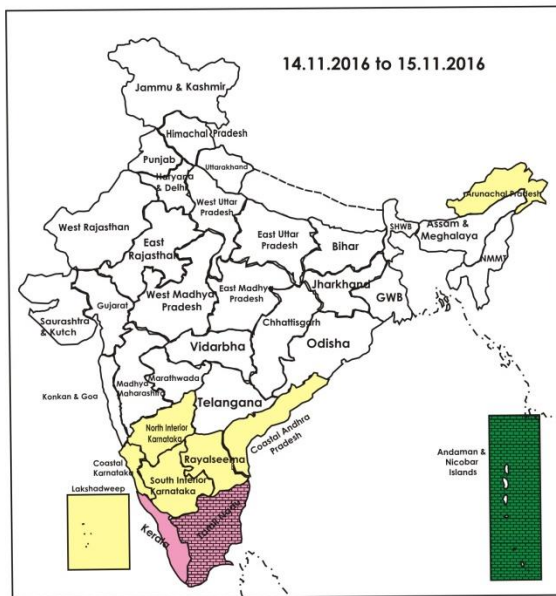 14.11.2016 to 15.11.2016
Jammu & Kashmir
Himachal Pradesh
Punjab
Uttarakhand
Haryana
& Delhi
Arunachal Pradesh
West Rajasthan
West Uttar
Pradesh
East Uttar
Pradesh
SHWB
Assam &
Meghalaya
East
Rajasthan
Bihar
NMMT
Saurashtra
& Kutch
Gujarat
West Madhya
Pradesh
East Madhya
Pradesh
Jharkhand
GWB
Chhattisgarh
Vidarbha
Odisha
Konkan & Goa
Madhya
Maharashtra
Marathwada
Telangana
North Interior
Karnataka
Coastal Andhra
Pradesh
Coastal
Karnataka
Rayalseema
Andaman &
Nicobar
Islands
Lakshadweep
South Interior
Karnataka
Kerala
Tamil Nadu